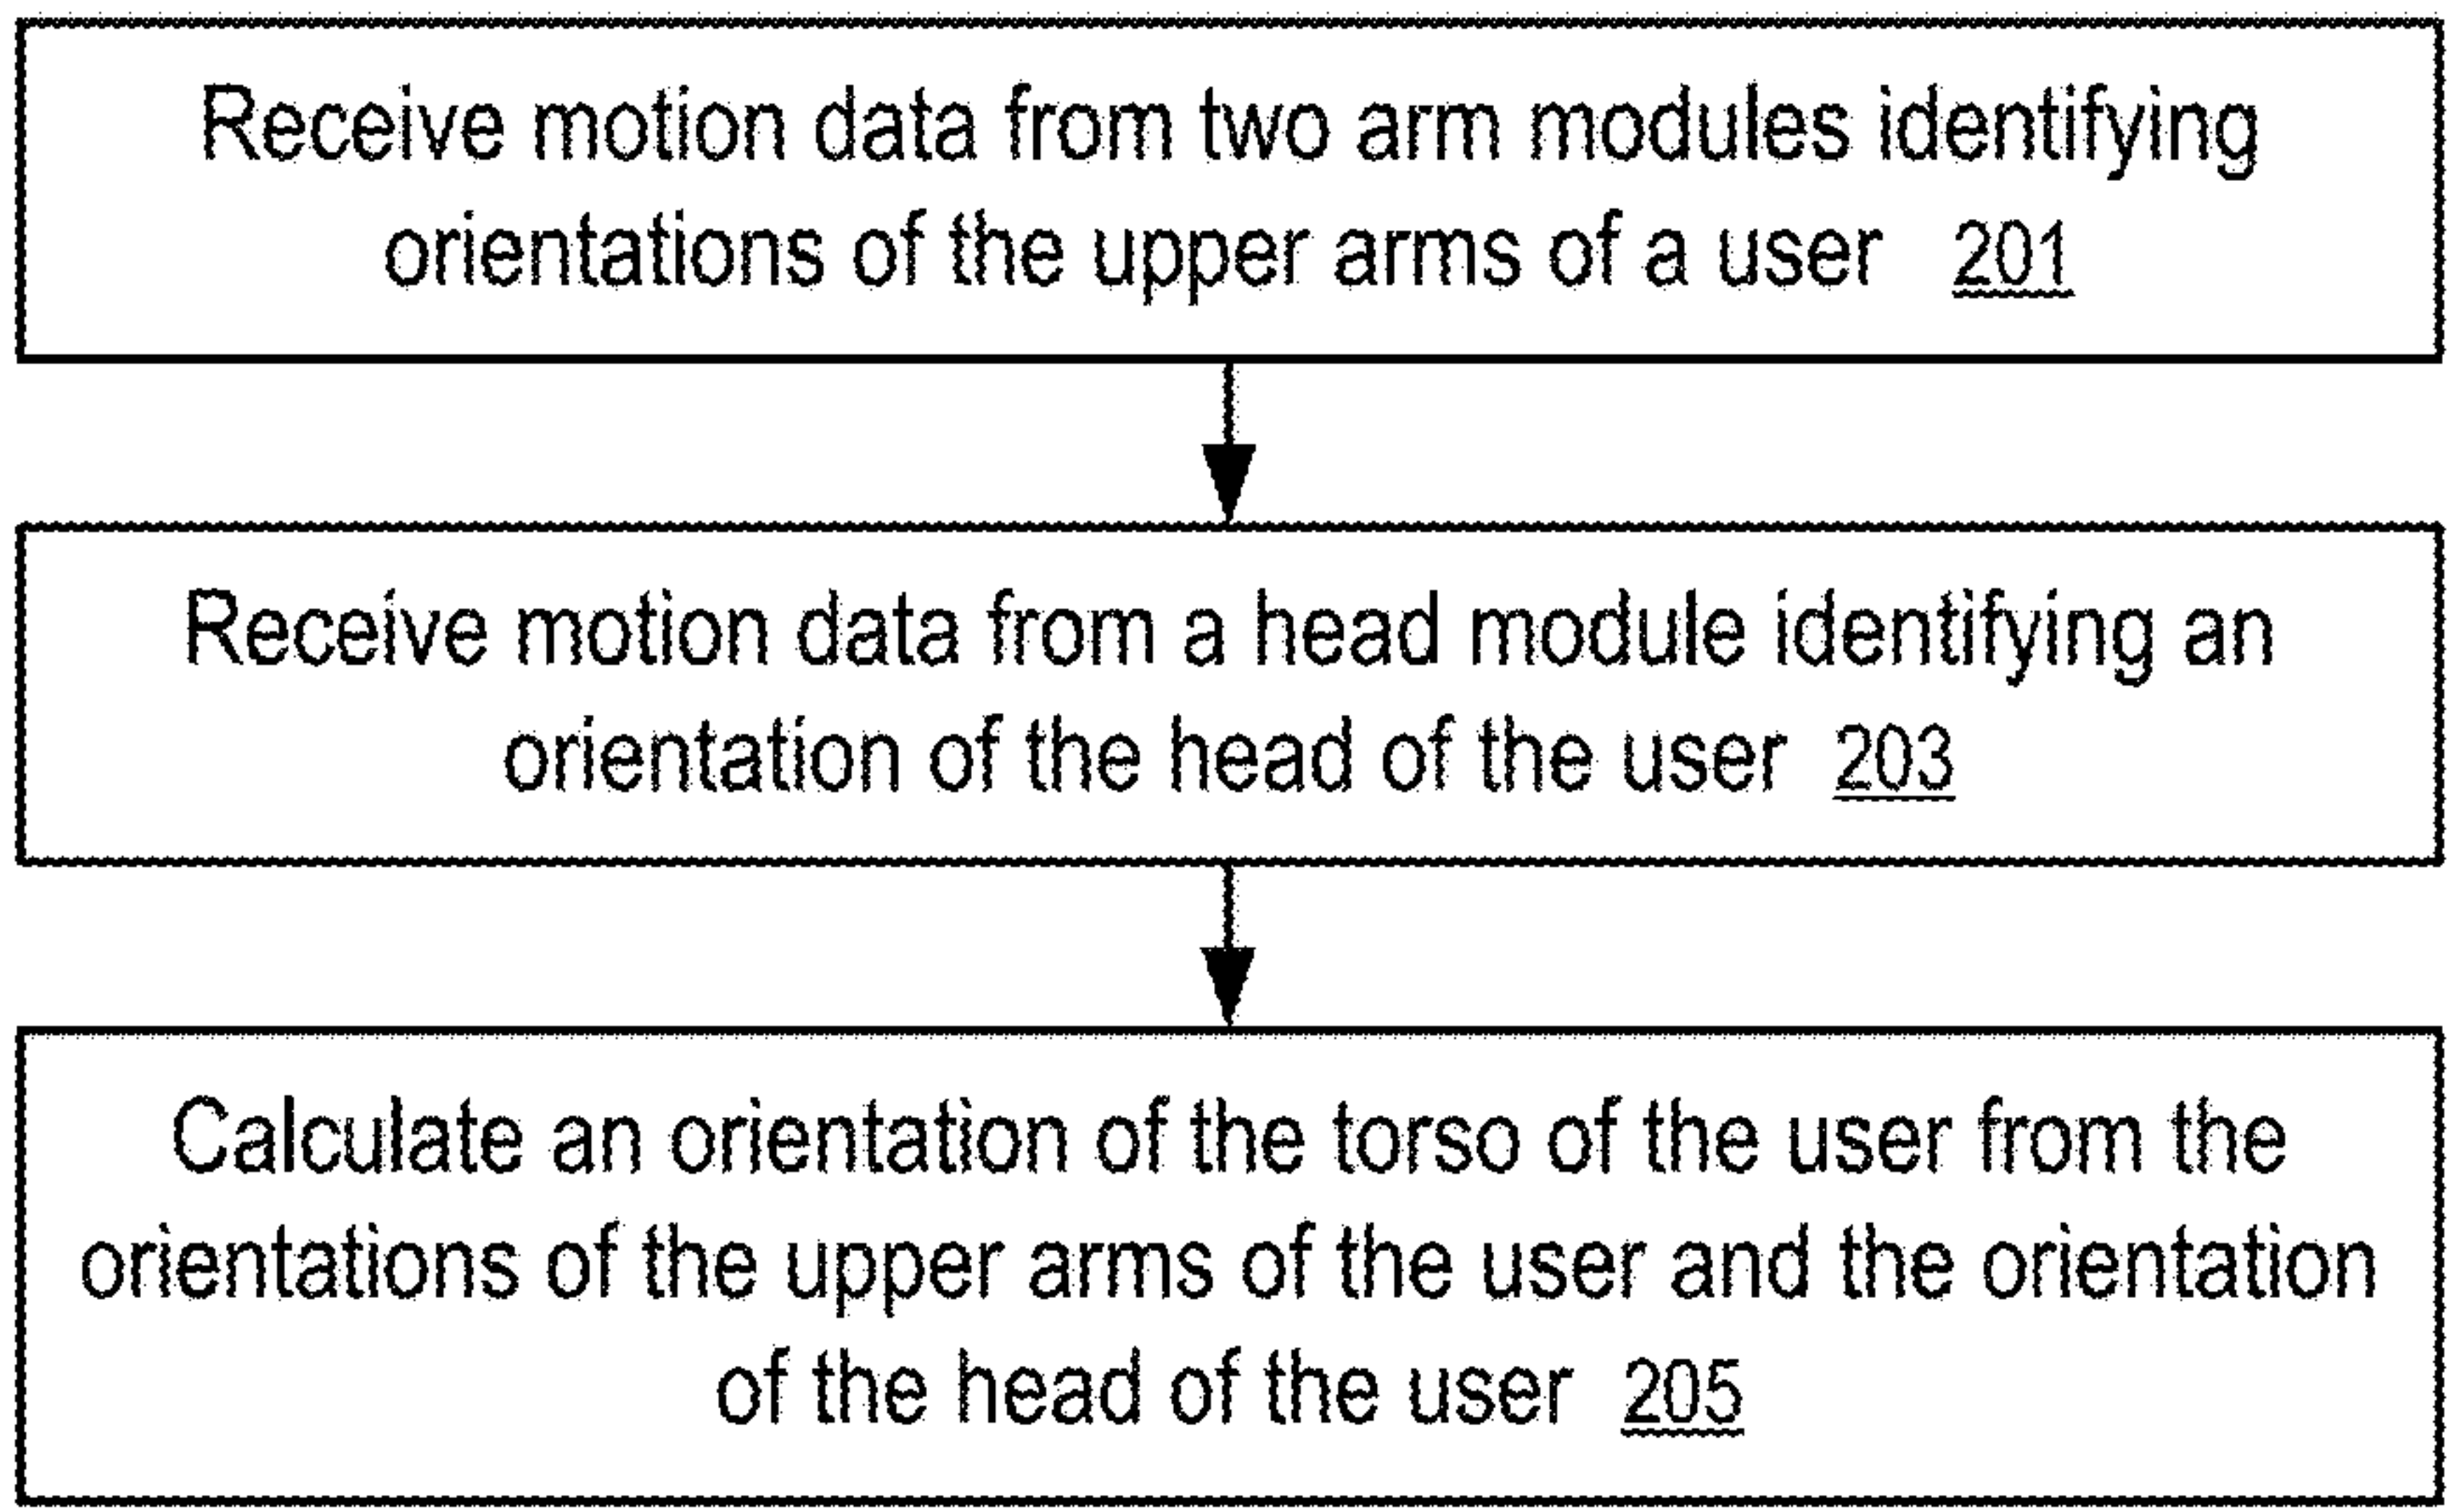 Receive motion data from two arm modules identifying
orientations of the upper arms of a user 201
Receive motion data from a head module identifying an
orientation of the head of the user 203
Calculate an orientation of the torso of the user from the
orientations of the upper arms of the user and the orientation
of the head of the user 205